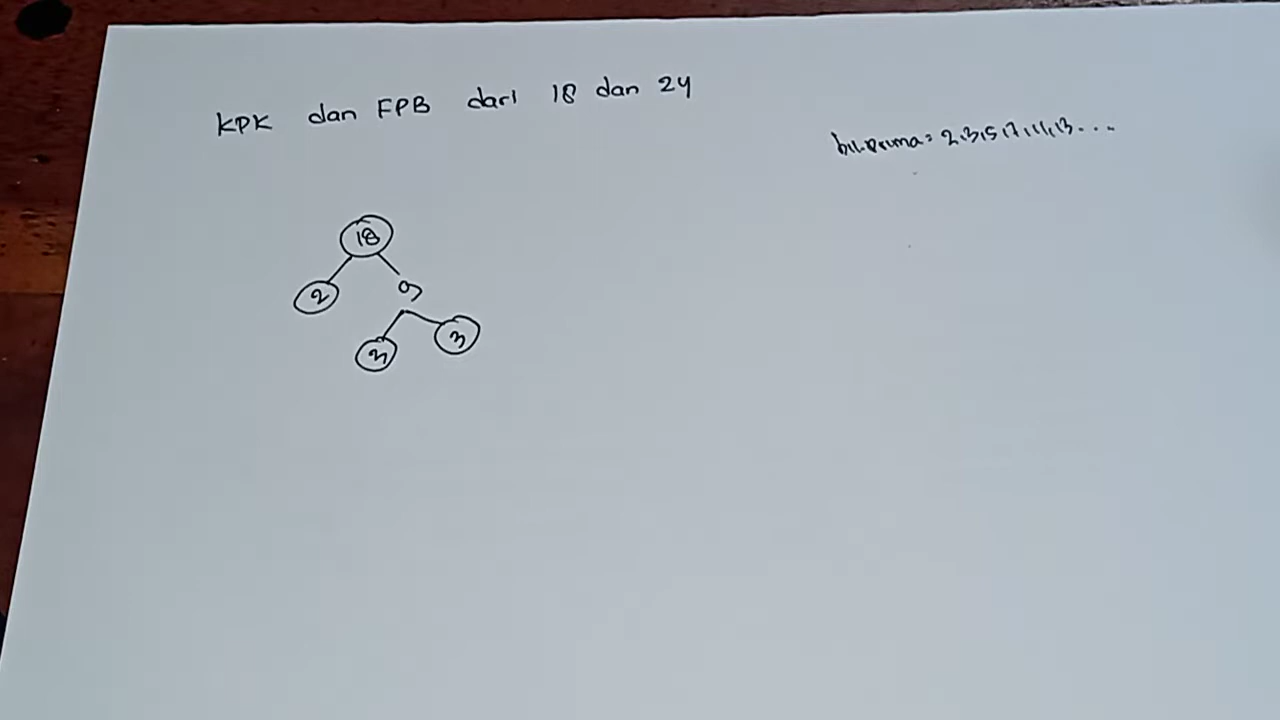 KPK dan FPB dari 18 dan 24
bil.prima = 2,3,5,7,11,13...
18
2 9
3 3